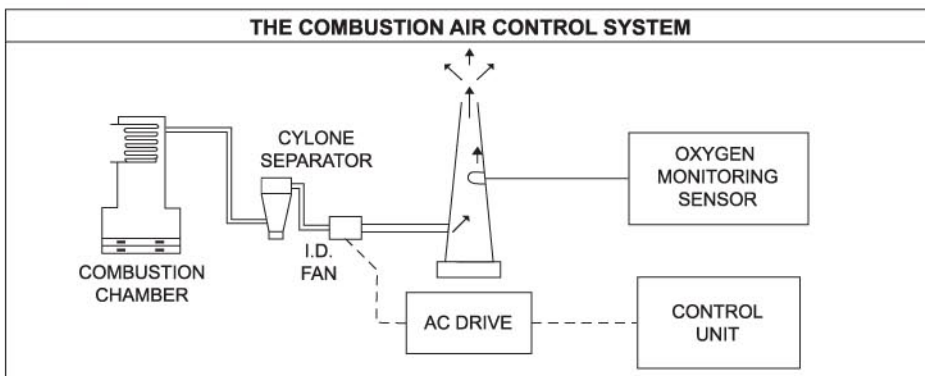 THE COMBUSTION AIR CONTROL SYSTEM
CYLONE
SEPARATOR
OXYGEN
MONITORING
SENSOR
I.D.
FAN
COMBUSTION
CHAMBER
AC DRIVE
CONTROL
UNIT